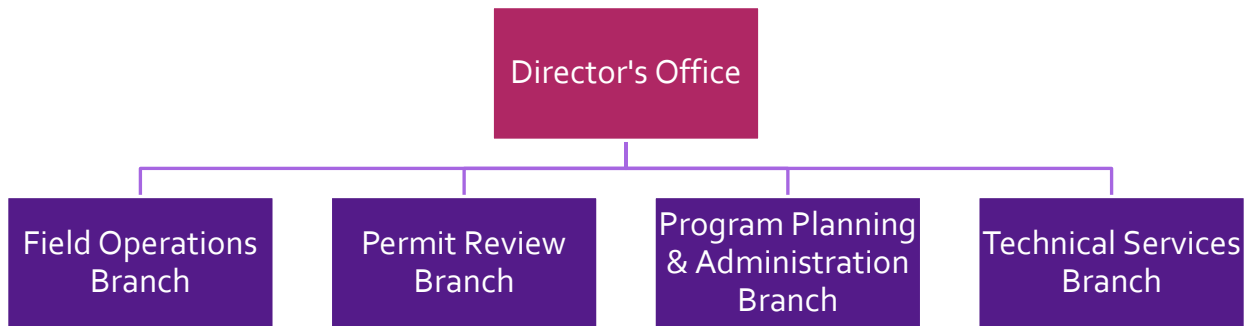 Director's Office
Field Operations
Branch
Permit Review
Branch
Program Planning
& Administration
Branch
Technical Services
Branch